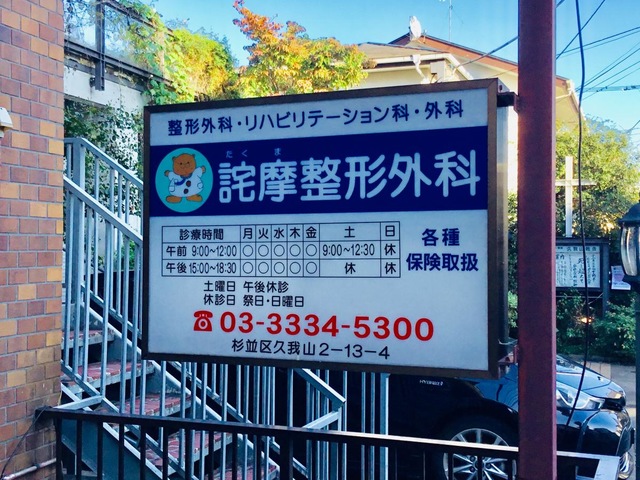 整形外科・リハビリテーション科・外科
たくま
詫摩整形外科
診療時間 月 火 水 木 金 土 日
午前 9:00~12:00 ○ ○ ○ ○ ○ 9:00~12:30 休
午後 15:00~18:30 ○ ○ ○ ○ ○ 休 休
各種
保険取扱
土曜日 午後休診
休診日 祭日・日曜日
☎ 03-3334-5300
杉並区久我山2-13-4